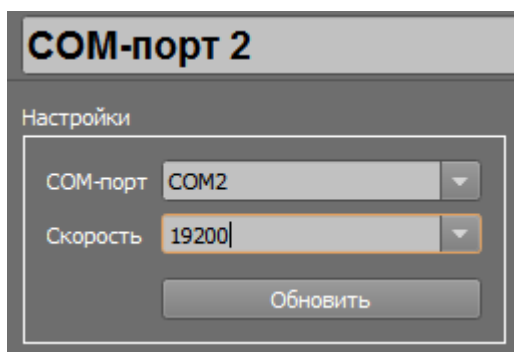 COM-порт 2
Настройки
COM-порт COM2
Скорость 19200
Обновить